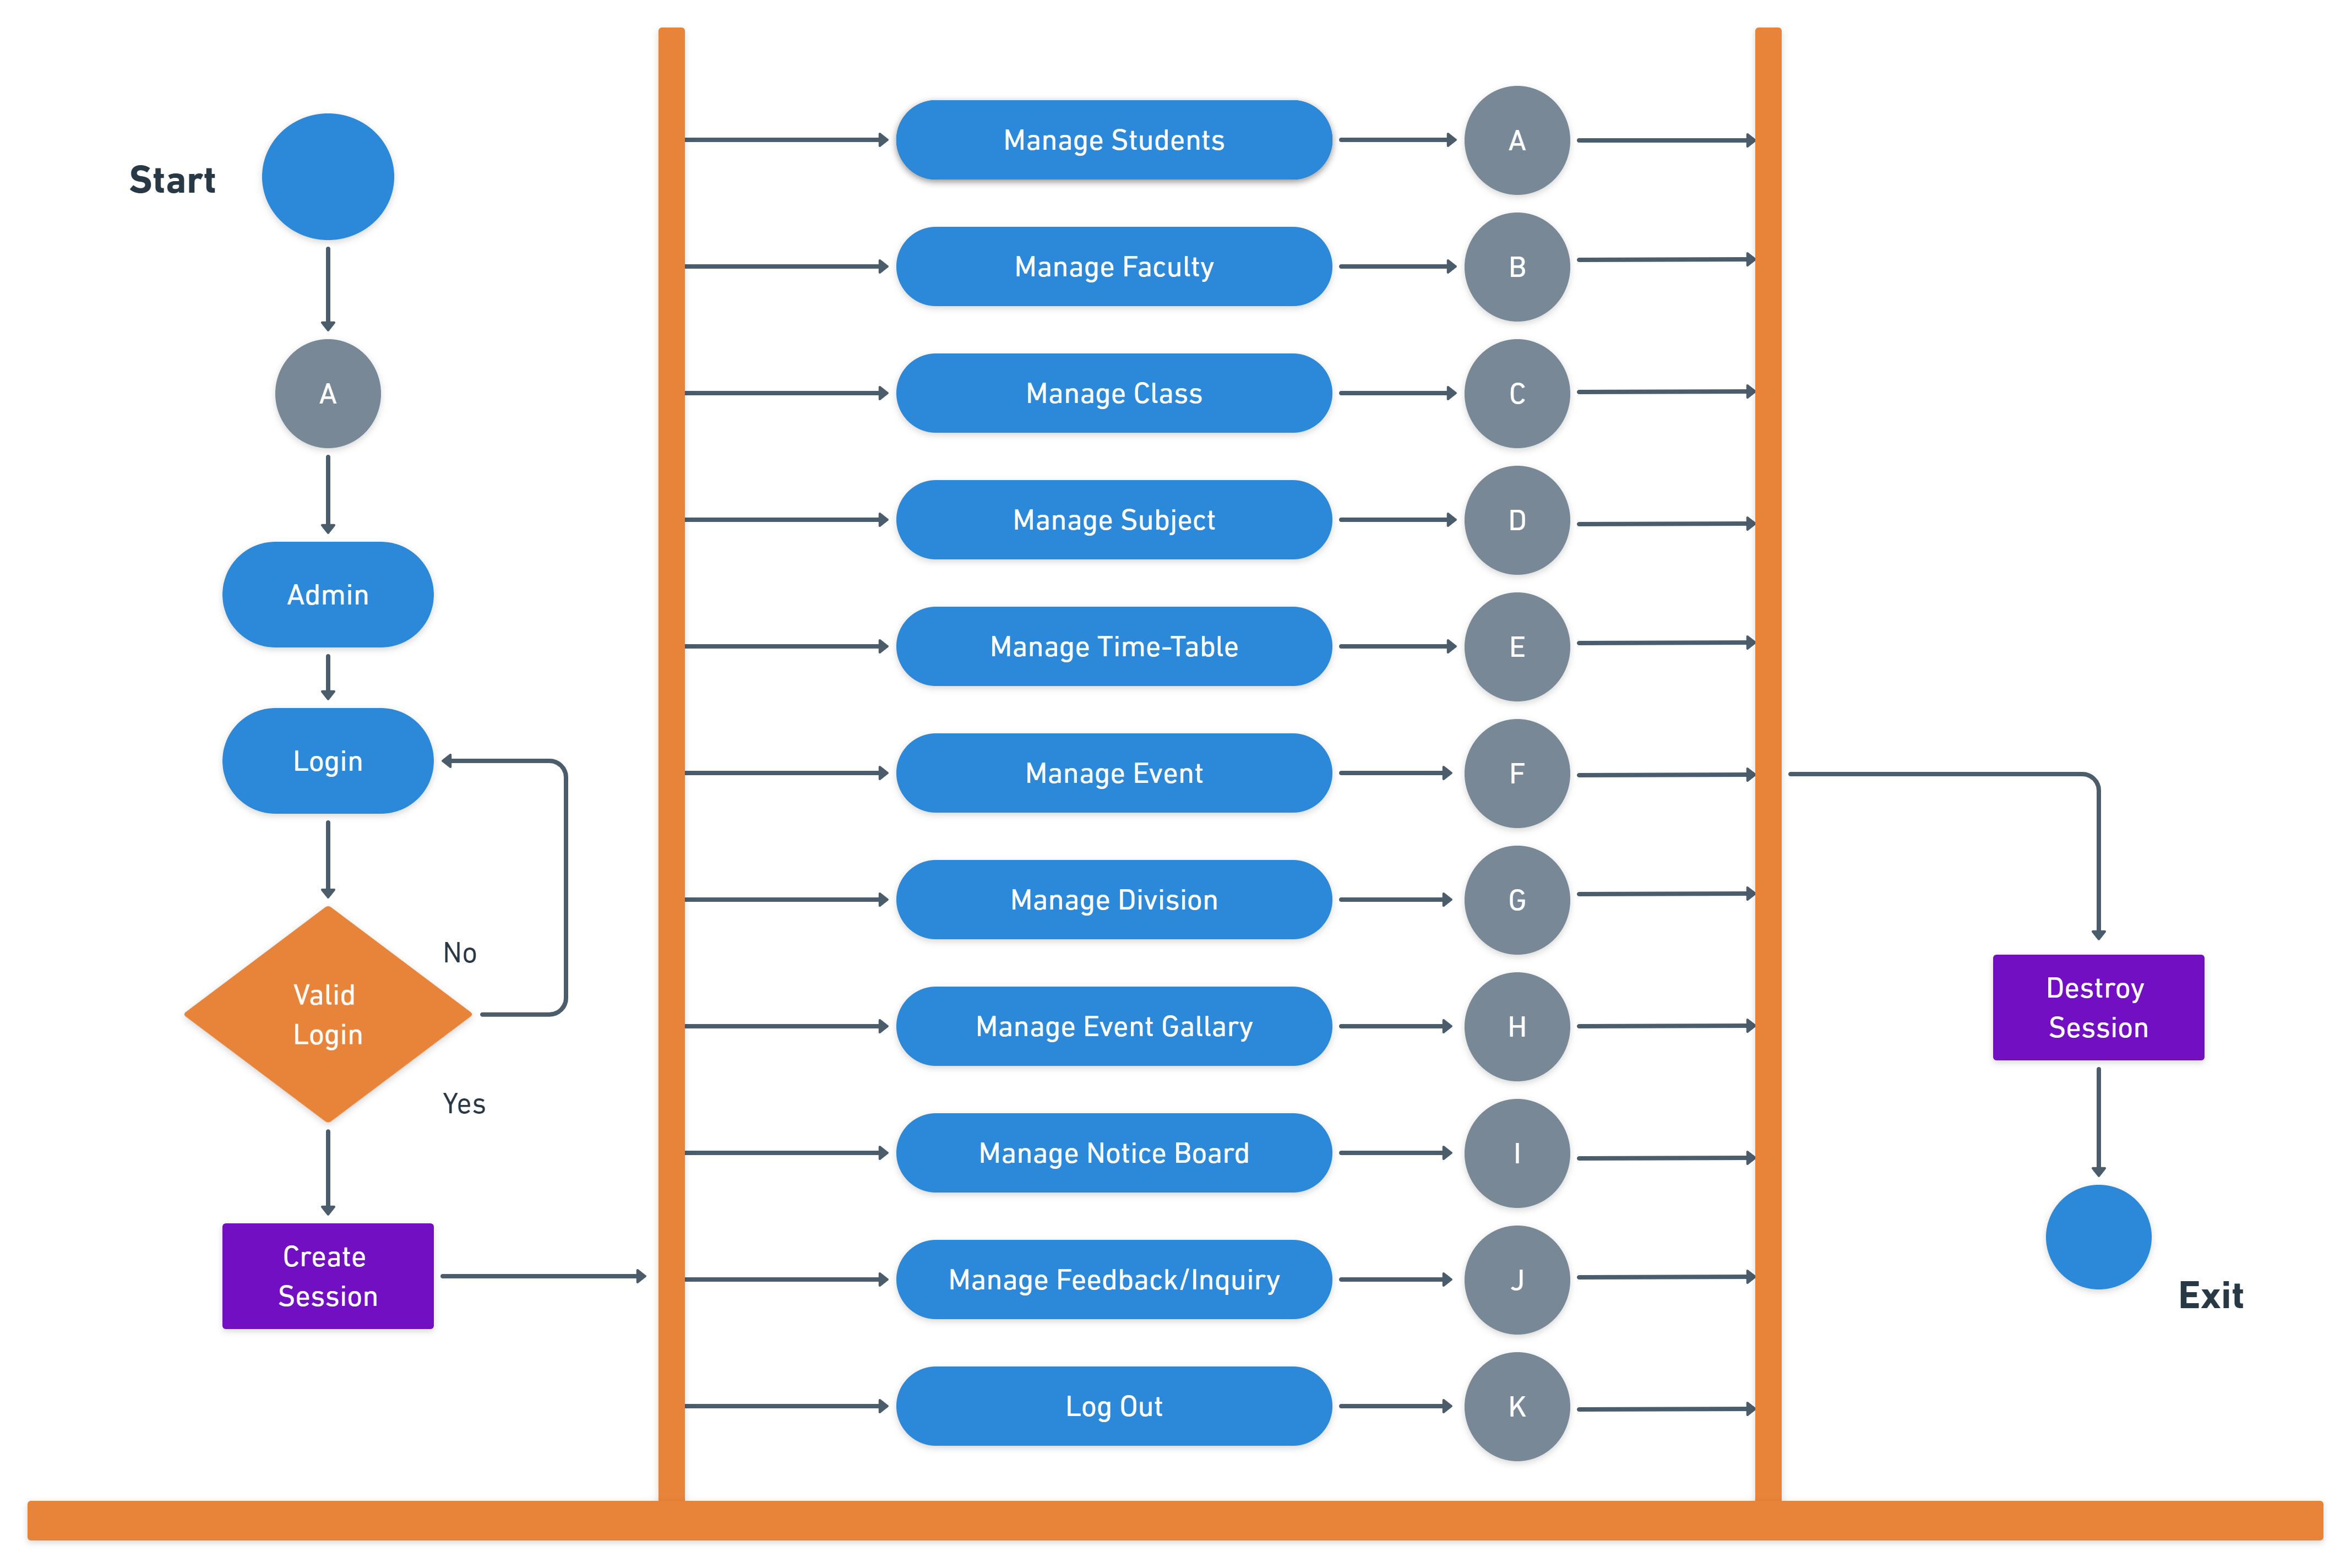 Start
A
Admin
Login
No
Valid
Login
Yes
Create
Session
Manage Students
A
Manage Faculty
B
Manage Class
C
Manage Subject
D
Manage Time-Table
E
Manage Event
F
Manage Division
G
Manage Event Gallary
H
Manage Notice Board
I
Manage Feedback/Inquiry
J
Log Out
K
Destroy
Session
Exit